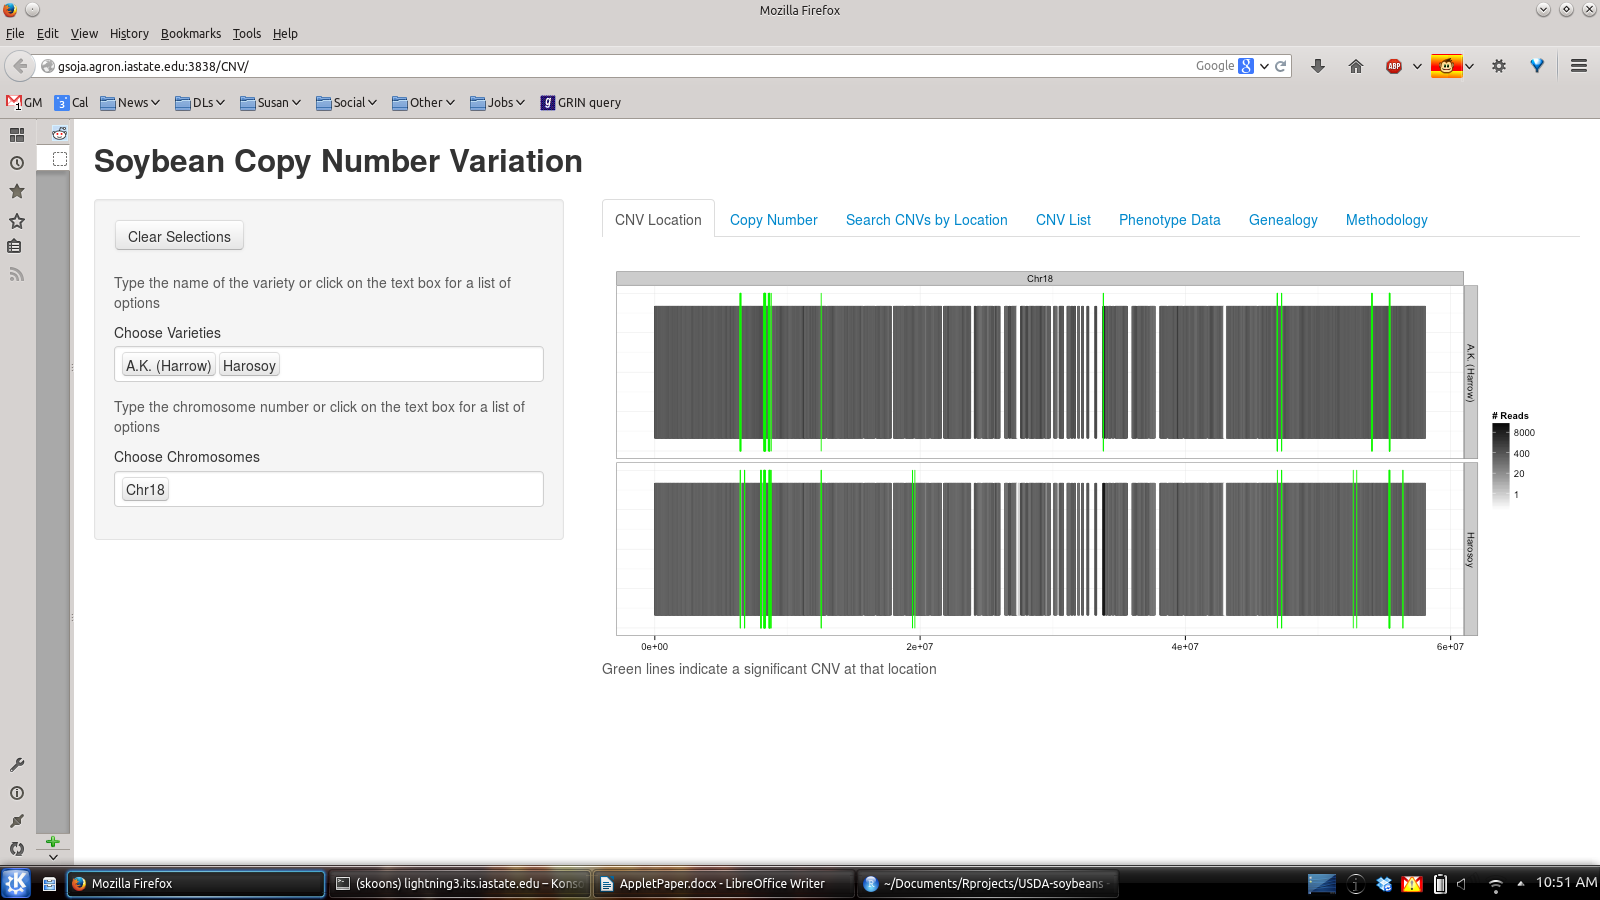 Mozilla Firefox
File Edit View History Bookmarks Tools Help
gsoja.agron.iastate.edu:3838/CNV/
Google 8
ABP
GM 1 3 Cal News DLs Susan Social Other Jobs g GRIN query
Soybean Copy Number Variation
Clear Selections
Type the name of the variety or click on the text box for a list of
options
Choose Varieties
A.K. (Harrow) Harosoy
Type the chromosome number or click on the text box for a list of
options
Choose Chromosomes
Chr18
CNV Location Copy Number Search CNVs by Location CNV List Phenotype Data Genealogy Methodology
Chr18
A.K. (Harrow)
Harosoy
# Reads
8000
400
20
1
0e+00 2e+07 4e+07 6e+07
Green lines indicate a significant CNV at that location
Mozilla Firefox
(skoons) lightning3.its.iastate.edu – Konso
AppletPaper.docx - LibreOffice Writer
~/Documents/Rprojects/USDA-soybeans -
10:51 AM